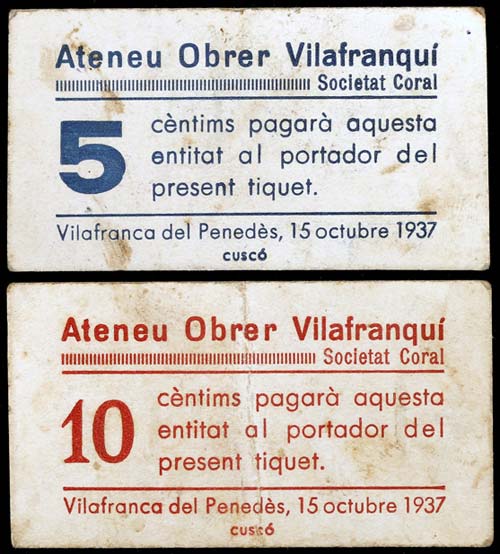 Ateneu Obrer Vilafranquí
Societat Coral
5
cèntims pagarà aquesta
entitat al portador del
present tiquet.
Vilafranca del Penedès, 15 octubre 1937
cuscó
Ateneu Obrer Vilafranquí
Societat Coral
10
cèntims pagarà aquesta
entitat al portador del
present tiquet.
Vilafranca del Penedès, 15 octubre 1937
cuscó